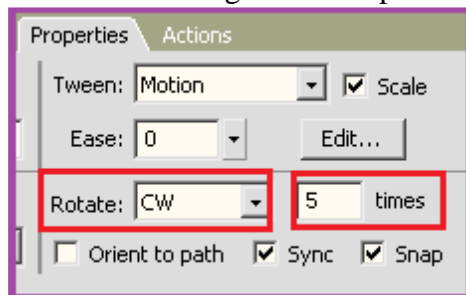 Properties Actions
Tween: Motion Scale
Ease: 0 Edit...
Rotate: CW 5 times
Orient to path Sync Snap